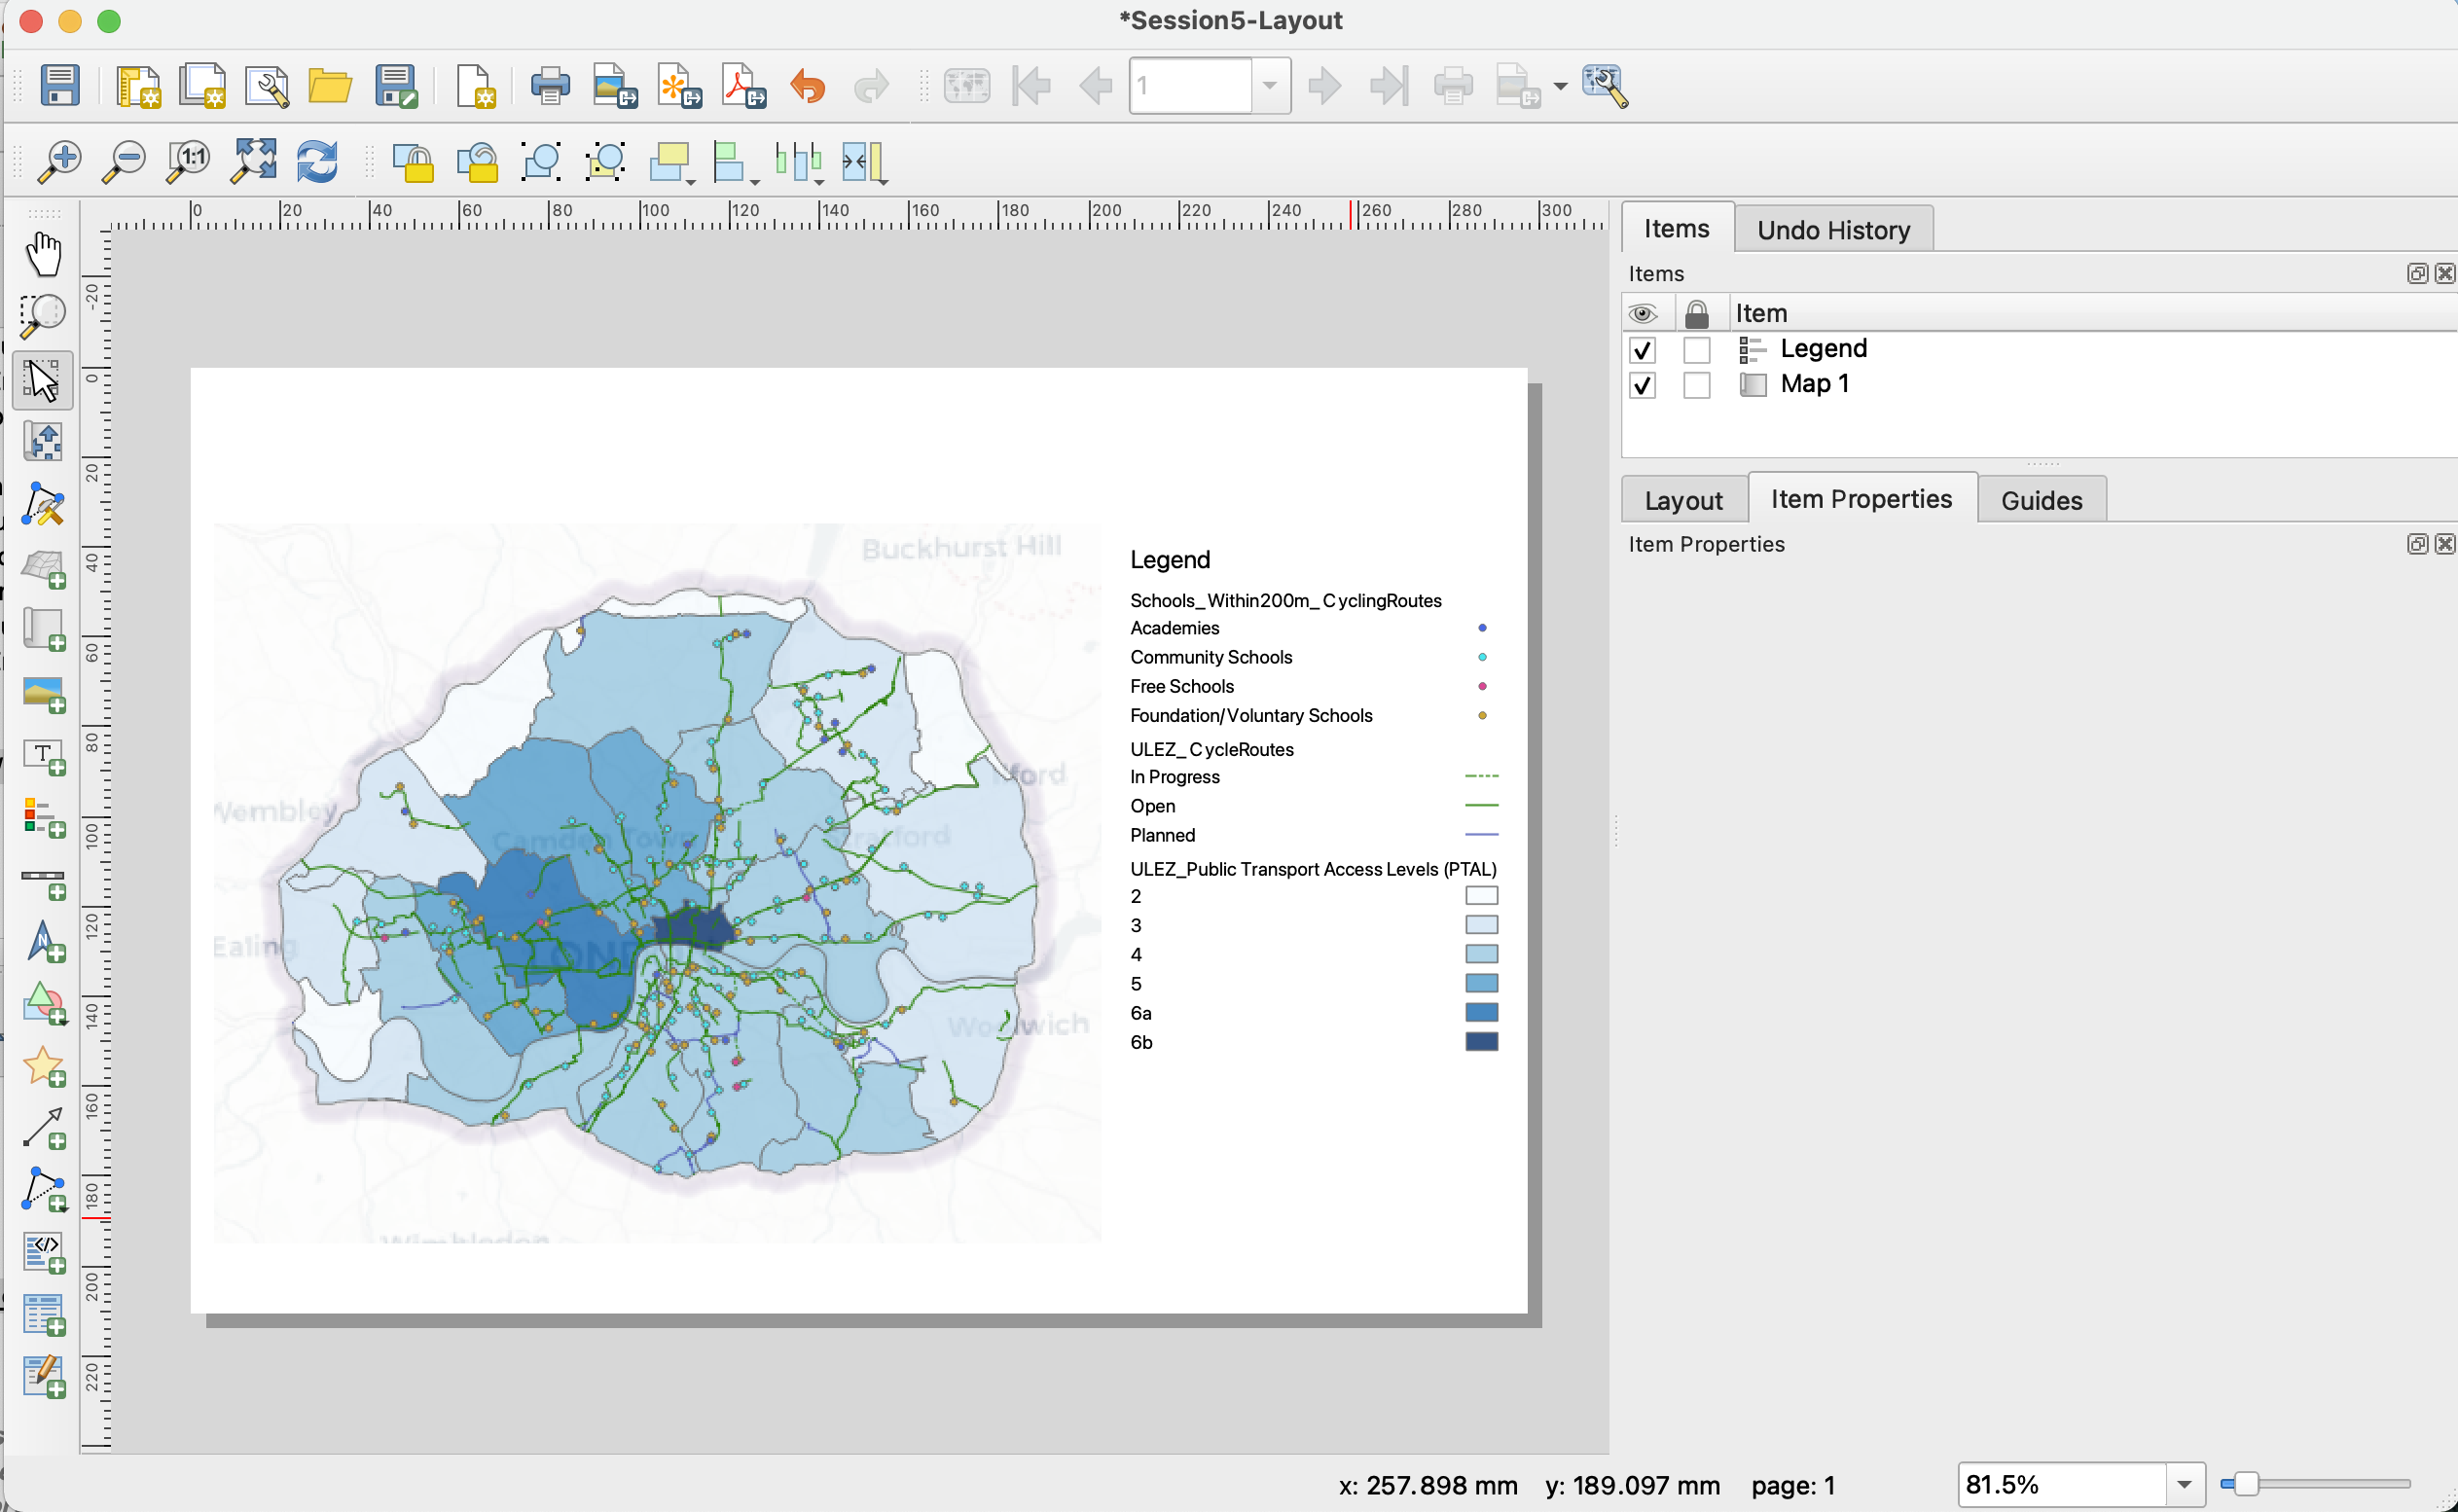 *Session5-Layout
1
1:1
0 20 40 60 80 100 120 140 160 180 200 220 240 260 280 300
Items
Undo History
Items
Item
Legend
Map 1
Layout
Item Properties
Guides
Item Properties
-20
0
20
40
60
80
100
120
140
160
180
200
220
T
N
</>
Buckhurst Hill
Wembley
Camden Town
Stratford
Ealing
Woolwich
Wimbledon
Legend
Schools_Within200m_CyclingRoutes
Academies
Community Schools
Free Schools
Foundation/Voluntary Schools
ULEZ_CycleRoutes
In Progress
Open
Planned
ULEZ_Public Transport Access Levels (PTAL)
2
3
4
5
6a
6b
x: 257.898 mm y: 189.097 mm page: 1
81.5%